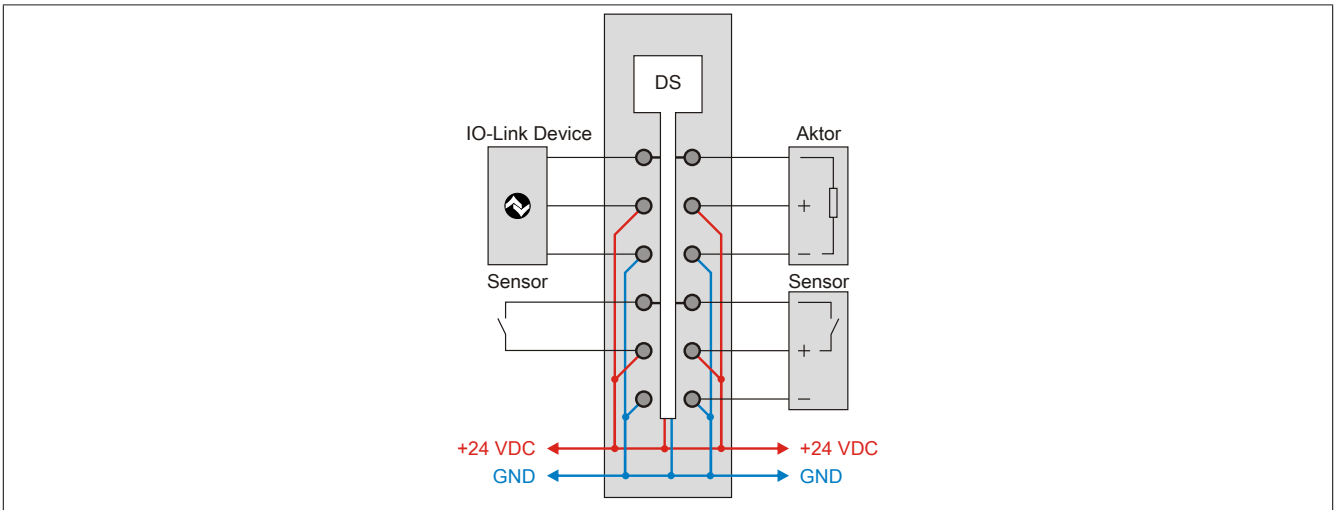 DS
IO-Link Device
Aktor
+
−
Sensor
Sensor
+
−
+24 VDC
+24 VDC
GND
GND